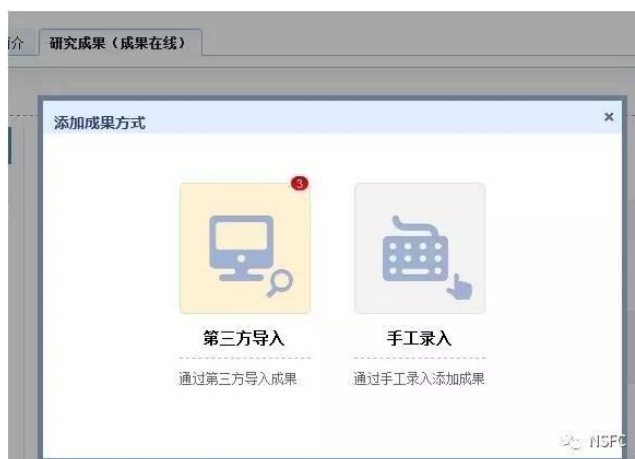 介
研究成果（成果在线）
添加成果方式
×
3
第三方导入
手工录入
通过第三方导入成果
通过手工录入添加成果
NSFC